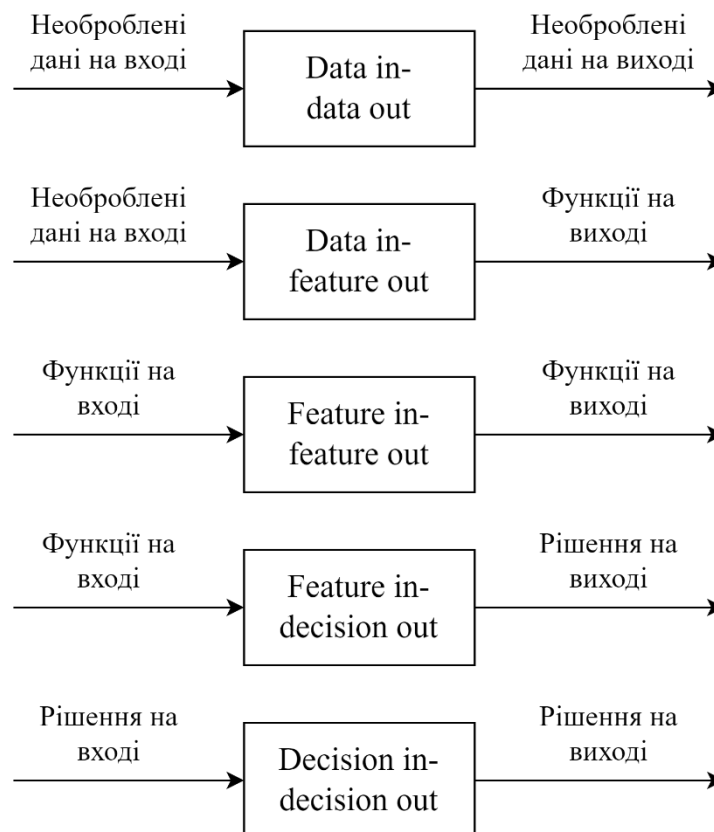 Необроблені
дані на вході
Data in-
data out
Необроблені
дані на виході
Необроблені
дані на вході
Data in-
feature out
Функції на
виході
Функції на
вході
Feature in-
feature out
Функції на
виході
Функції на
вході
Feature in-
decision out
Рішення на
виході
Рішення на
вході
Decision in-
decision out
Рішення на
виході